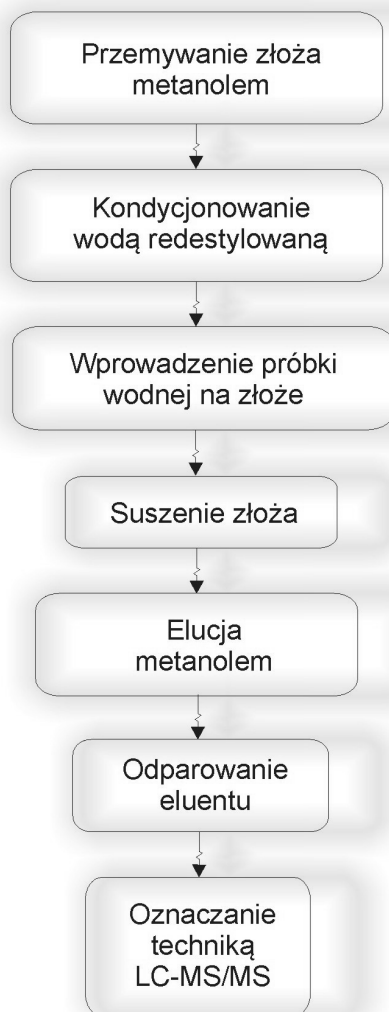 Przemywanie złoża
metanolem
Kondycjonowanie
wodą redestylowaną
Wprowadzenie próbki
wodnej na złoże
Suszenie złoża
Elucja
metanolem
Odparowanie
eluentu
Oznaczanie
techniką
LC-MS/MS